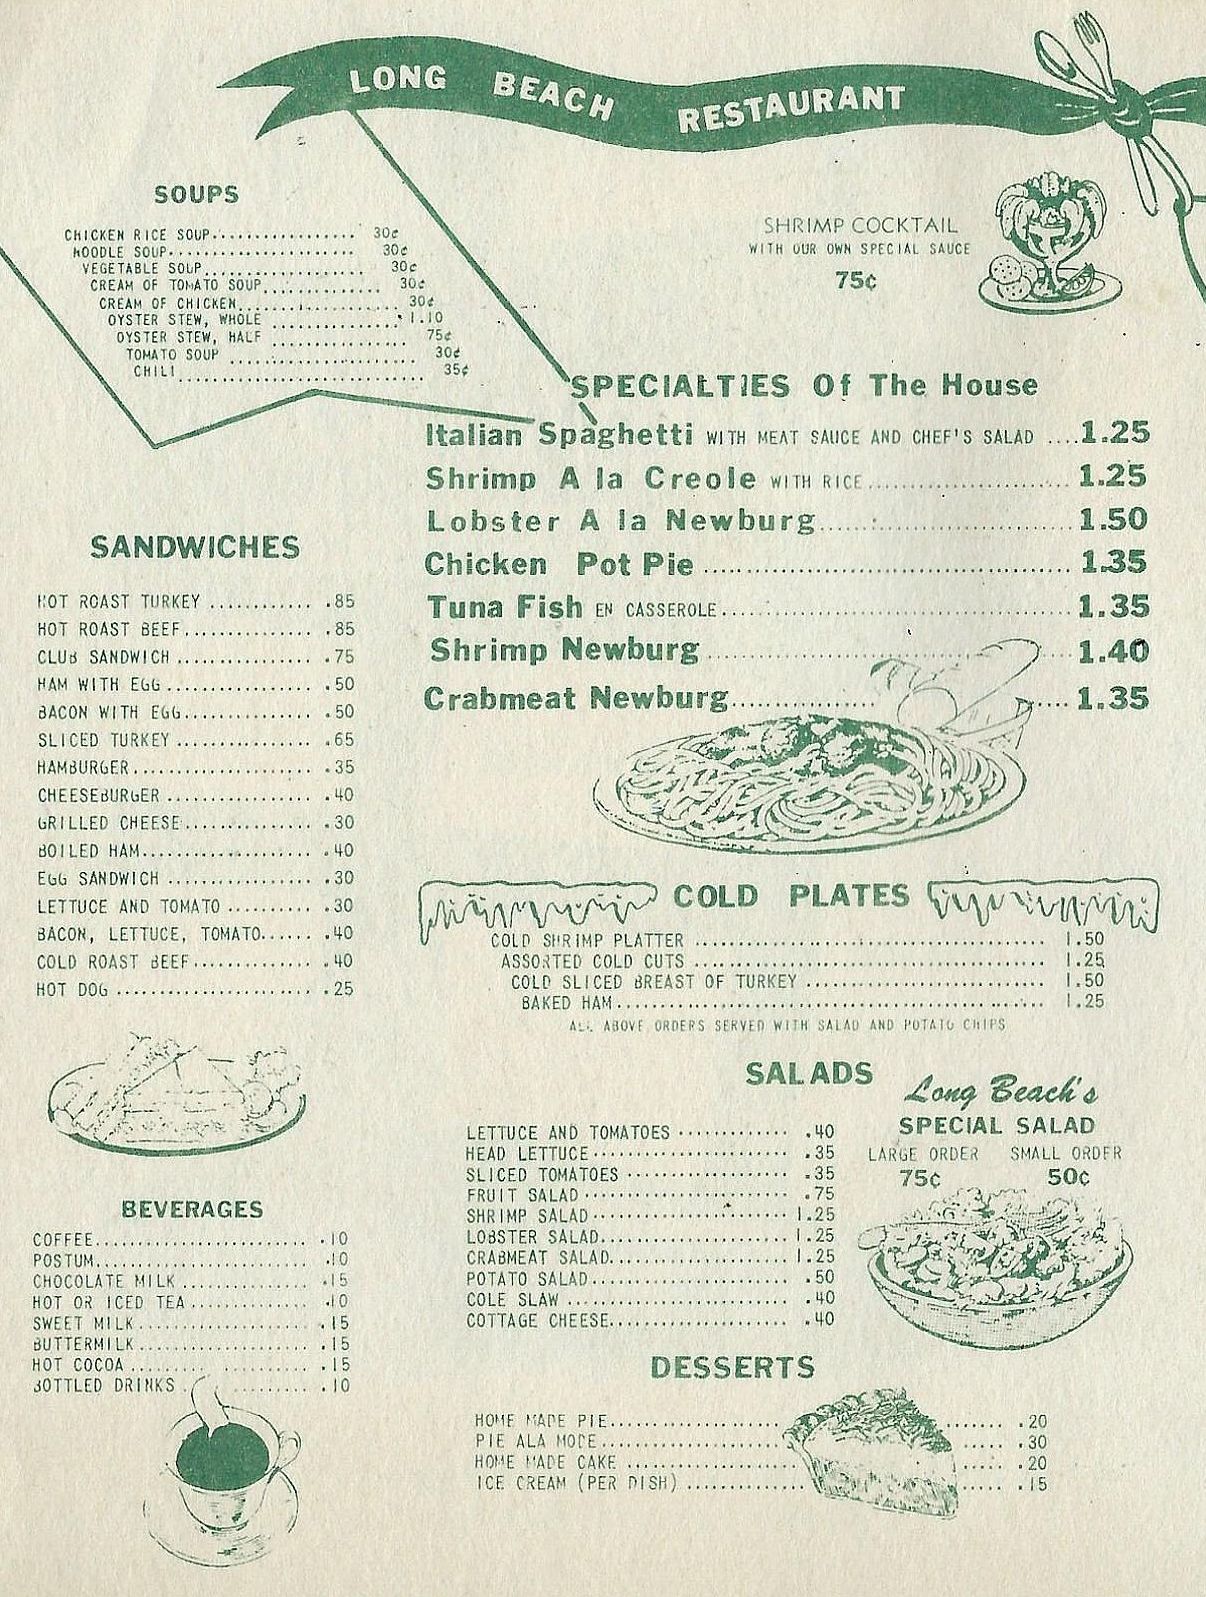 LONG BEACH RESTAURANT
SOUPS
CHICKEN RICE SOUP.................. 30¢
NOODLE SOUP....................... 30¢
VEGETABLE SOUP.................... 30¢
CREAM OF TOMATO SOUP............... 30¢
CREAM OF CHICKEN................... 30¢
OYSTER STEW, WHOLE ................ 1.10
OYSTER STEW, HALF ................. 75¢
TOMATO SOUP ....................... 30¢
CHILI.............................. 35¢
SHRIMP COCKTAIL
WITH OUR OWN SPECIAL SAUCE
75¢
SPECIALTIES Of The House
Italian Spaghetti WITH MEAT SAUCE AND CHEF'S SALAD ....1.25
Shrimp A la Creole WITH RICE........................ 1.25
Lobster A la Newburg.............................. 1.50
Chicken Pot Pie ............................................ 1.35
Tuna Fish EN CASSEROLE......................................... 1.35
Shrimp Newburg........................................... 1.40
Crabmeat Newburg........................................ 1.35
SANDWICHES
HOT ROAST TURKEY ............ .85
HOT ROAST BEEF............... .85
CLUB SANDWICH ................ .75
HAM WITH EGG ................. .50
BACON WITH EGG............... .50
SLICED TURKEY ................ .65
HAMBURGER..................... .35
CHEESEBURGER ................. .40
GRILLED CHEESE............... .30
BOILED HAM.................... .40
EGG SANDWICH ................. .30
LETTUCE AND TOMATO .......... .30
BACON, LETTUCE, TOMATO...... .40
COLD ROAST BEEF.............. .40
HOT DOG ....................... .25
COLD PLATES
COLD SHRIMP PLATTER .......................................... 1.50
ASSORTED COLD CUTS .......................................... 1.25
COLD SLICED BREAST OF TURKEY ............................. 1.50
BAKED HAM.................................................... 1.25
ALL ABOVE ORDERS SERVED WITH SALAD AND POTATO CHIPS
SALADS
LETTUCE AND TOMATOES ............. .40
HEAD LETTUCE........................ .35
SLICED TOMATOES .................... .35
FRUIT SALAD......................... .75
SHRIMP SALAD........................ 1.25
LOBSTER SALAD....................... 1.25
CRABMEAT SALAD...................... 1.25
POTATO SALAD........................ .50
COLE SLAW ........................... .40
COTTAGE CHEESE...................... .40
Long Beach's
SPECIAL SALAD
LARGE ORDER SMALL ORDER
75¢ 50¢
BEVERAGES
COFFEE.......................... .10
POSTUM.......................... .10
CHOCOLATE MILK................. .15
HOT OR ICED TEA................ .10
SWEET MILK...................... .15
BUTTERMILK...................... .15
HOT COCOA ...................... .15
BOTTLED DRINKS ................ .10
DESSERTS
HOME MADE PIE........................... .20
PIE ALA MODE............................ .30
HOME MADE CAKE ......................... .20
ICE CREAM (PER DISH) ................... .15